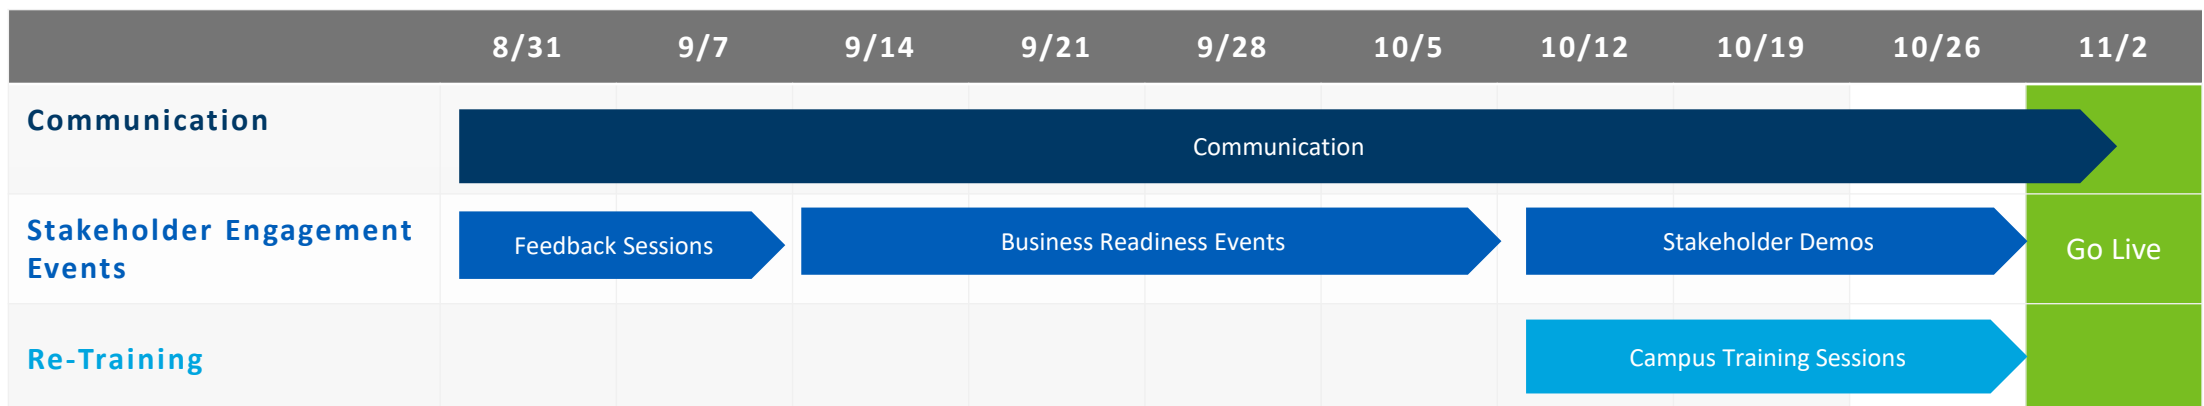 8/31 9/7 9/14 9/21 9/28 10/5 10/12 10/19 10/26 11/2
Communication
Communication
Stakeholder Engagement
Events
Feedback Sessions
Business Readiness Events
Stakeholder Demos
Go Live
Re-Training
Campus Training Sessions